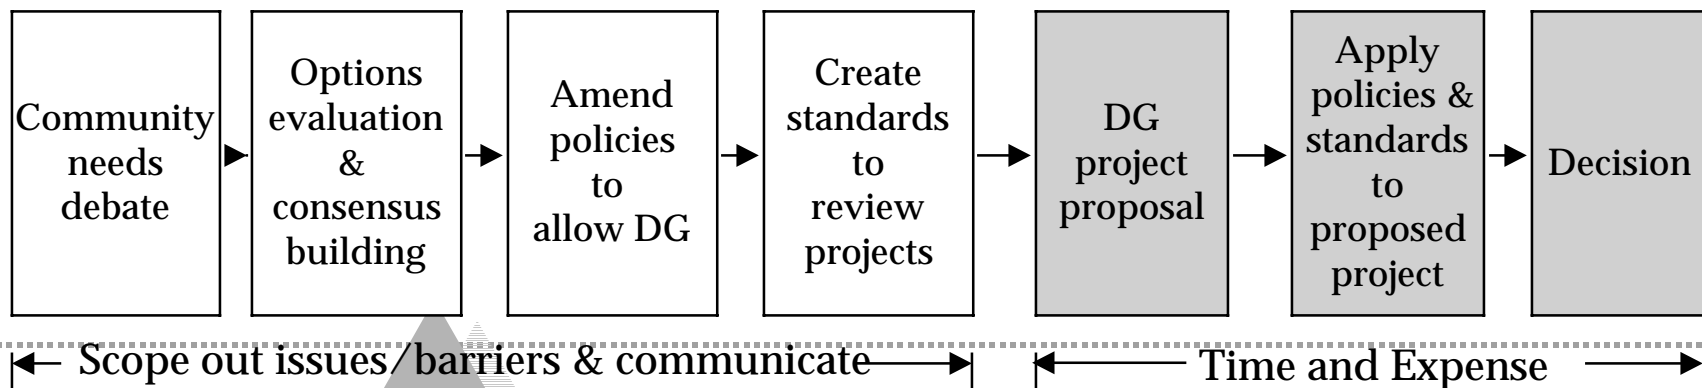 Community
needs
debate
Options
evaluation
&
consensus
building
Amend
policies
to
allow DG
Create
standards
to
review
projects
DG
project
proposal
Apply
policies &
standards
to
proposed
project
Decision
Scope out issues/barriers & communicate
Time and Expense